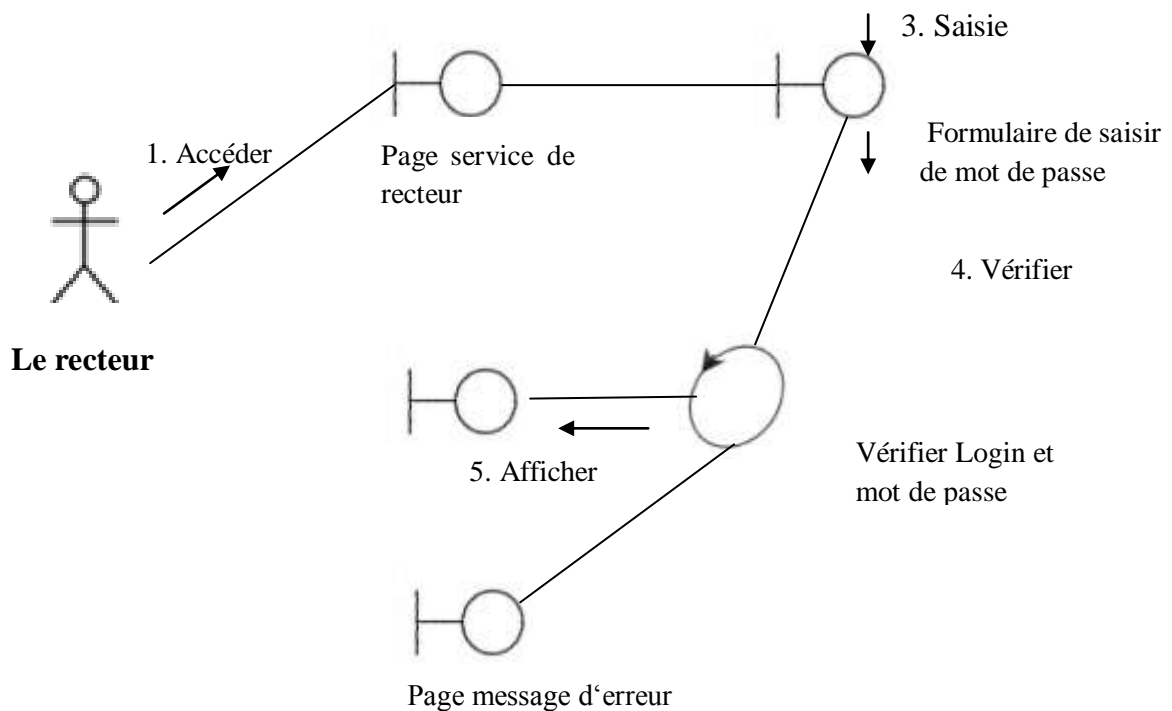 3. Saisie
1. Accéder
Page service de
recteur
Formulaire de saisir
de mot de passe
4. Vérifier
Le recteur
5. Afficher
Vérifier Login et
mot de passe
Page message d‘erreur